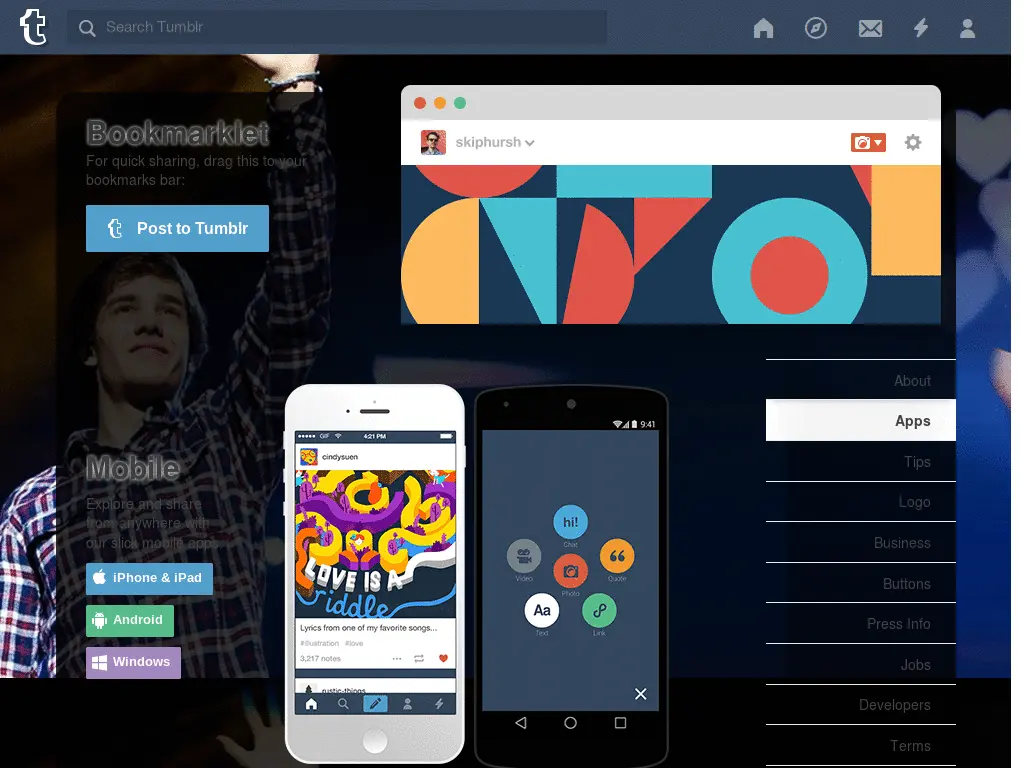 t
Search Tumblr
Bookmarklet
For quick sharing, drag this to your
bookmarks bar:
t Post to Tumblr
skiphursh
Mobile
Explore and share
from anywhere with
our slick mobile apps
iPhone & iPad
Android
Windows
GIF 4:21 PM
cindysuen
LOVE IS A
riddle
Lyrics from one of my favorite songs...
#illustration #love
3,217 notes
rustic-things
9:41
hi!
Chat
Video
Quote
Photo
Aa
Text
Link
About
Apps
Tips
Logo
Business
Buttons
Press Info
Jobs
Developers
Terms